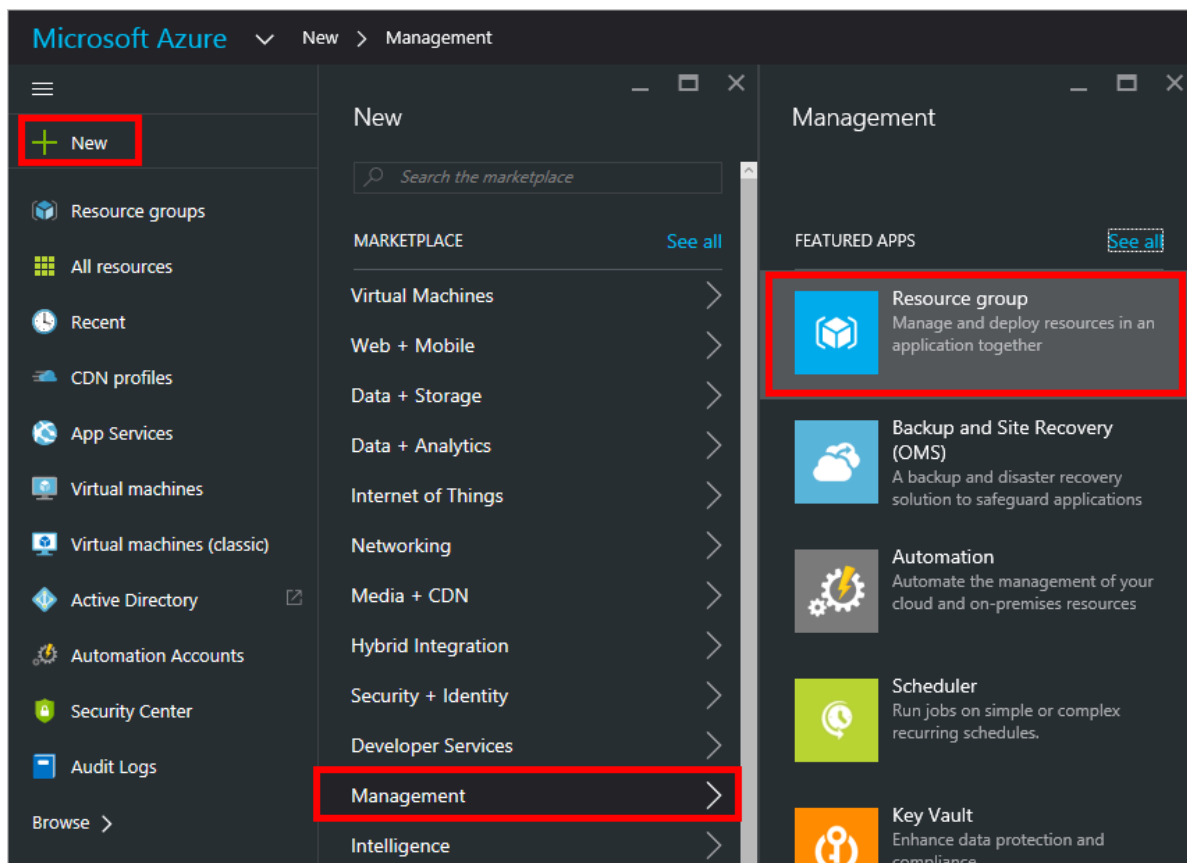 Microsoft Azure New > Management
New
Resource groups
All resources
Recent
CDN profiles
App Services
Virtual machines
Virtual machines (classic)
Active Directory
Automation Accounts
Security Center
Audit Logs
Browse >
New
Search the marketplace
MARKETPLACE See all
Virtual Machines
Web + Mobile
Data + Storage
Data + Analytics
Internet of Things
Networking
Media + CDN
Hybrid Integration
Security + Identity
Developer Services
Management
Intelligence
Management
FEATURED APPS See all
Resource group
Manage and deploy resources in an
application together
Backup and Site Recovery
(OMS)
A backup and disaster recovery
solution to safeguard applications
Automation
Automate the management of your
cloud and on-premises resources
Scheduler
Run jobs on simple or complex
recurring schedules.
Key Vault
Enhance data protection and
compliance